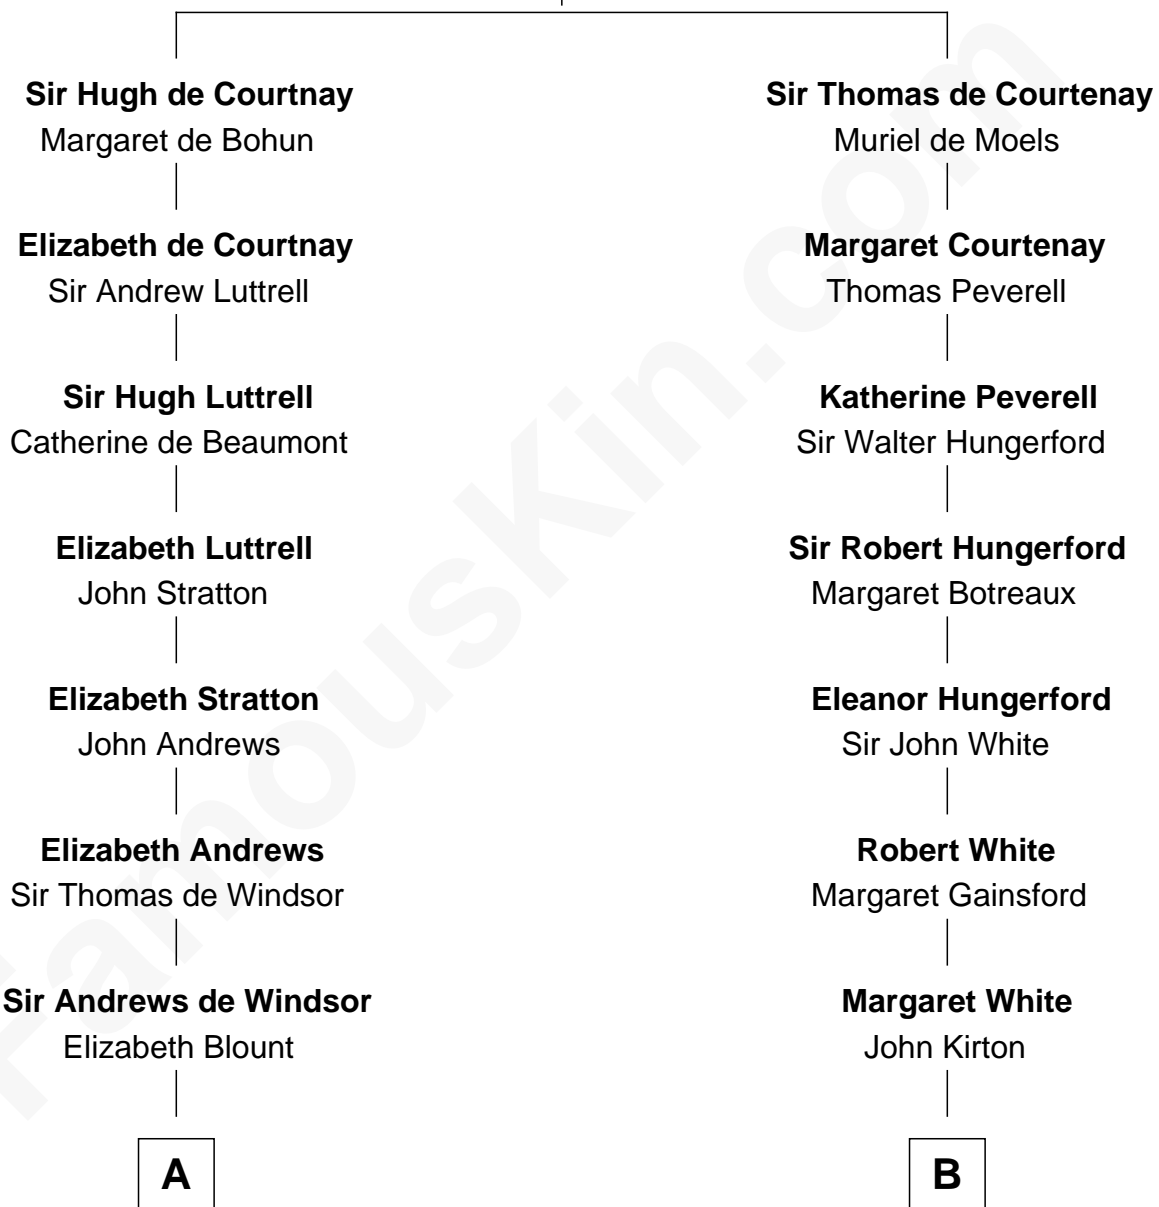 Sir Hugh de Courtnay
Margaret de Bohun
Elizabeth de Courtnay
Sir Andrew Luttrell
Sir Hugh Luttrell
Catherine de Beaumont
Elizabeth Luttrell
John Stratton
Elizabeth Stratton
John Andrews
Elizabeth Andrews
Sir Thomas de Windsor
Sir Andrews de Windsor
Elizabeth Blount
A
Sir Thomas de Courtenay
Muriel de Moels
Margaret Courtenay
Thomas Peverell
Katherine Peverell
Sir Walter Hungerford
Sir Robert Hungerford
Margaret Botreaux
Eleanor Hungerford
Sir John White
Robert White
Margaret Gainsford
Margaret White
John Kirton
B
FamousKin.com